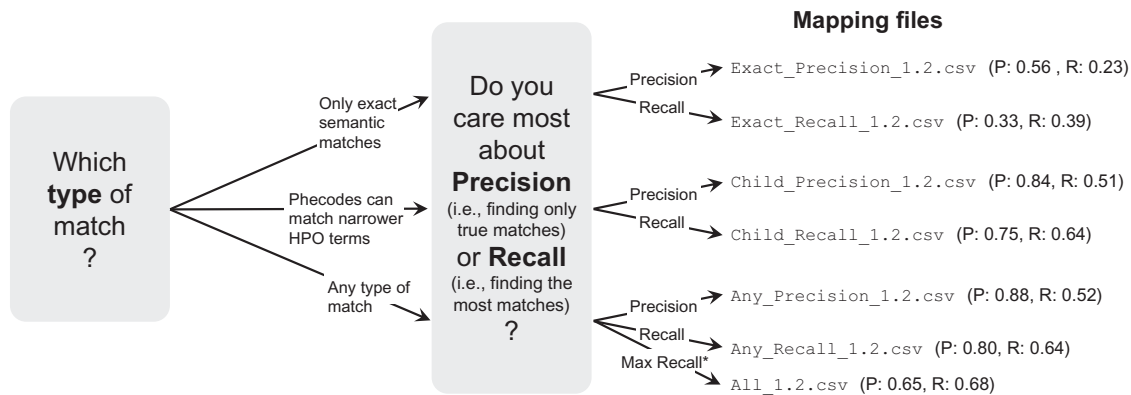 Mapping files
Which
type of
match
?
Only exact
semantic
matches
Phecodes can
match narrower
HPO terms
Any type of
match
Do you
care most
about
Precision
(i.e., finding only
true matches)
or Recall
(i.e., finding the
most matches)
?
Precision
Exact_Precision_1.2.csv (P: 0.56 , R: 0.23)
Recall
Exact_Recall_1.2.csv (P: 0.33, R: 0.39)
Precision
Child_Precision_1.2.csv (P: 0.84, R: 0.51)
Recall
Child_Recall_1.2.csv (P: 0.75, R: 0.64)
Precision
Any_Precision_1.2.csv (P: 0.88, R: 0.52)
Recall
Any_Recall_1.2.csv (P: 0.80, R: 0.64)
Max Recall*
All_1.2.csv (P: 0.65, R: 0.68)